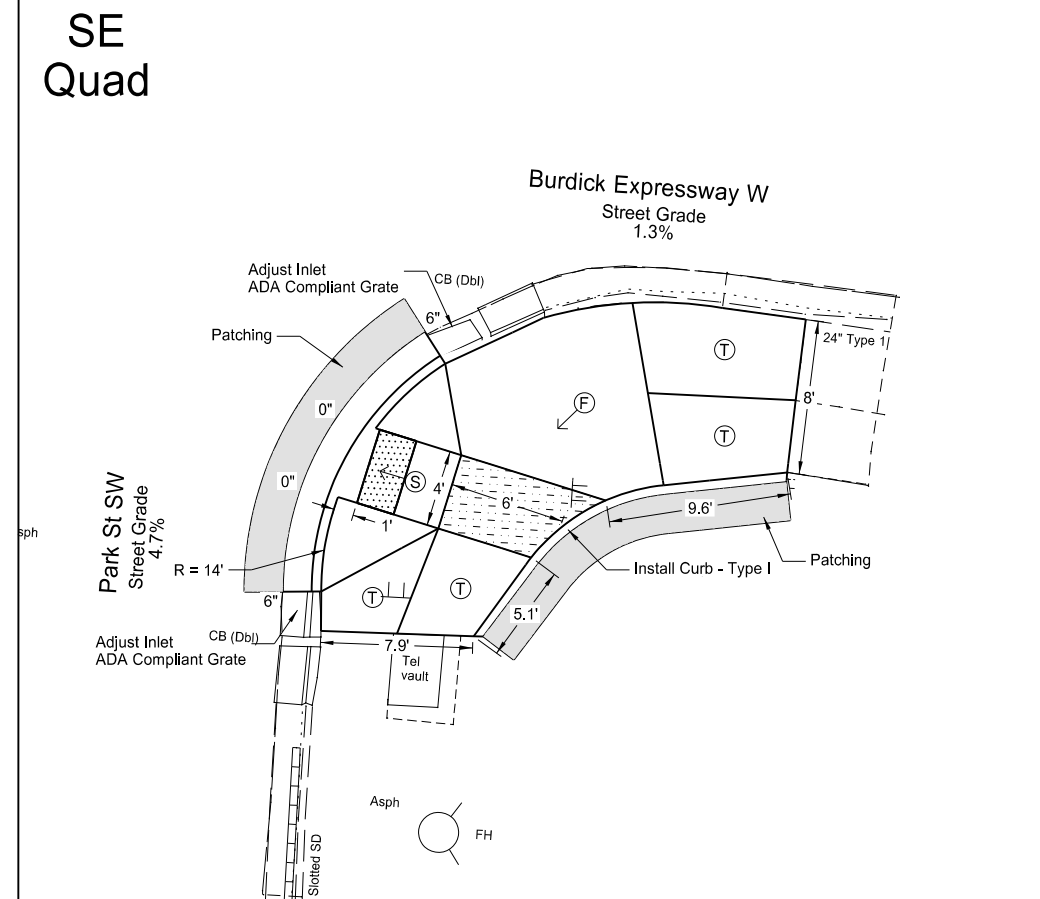 SE
Quad
Burdick Expressway W
Street Grade
1.3%
Adjust Inlet
ADA Compliant Grate
CB (Dbl)
6"
Patching
24" Type 1
T
0"
F
8'
T
0"
S
4'
6'
1'
9.6'
Park St SW
Street Grade
4.7%
sph
R = 14'
Install Curb - Type I
Patching
T
T
6"
5.1'
Adjust Inlet
ADA Compliant Grate
CB (Dbl)
7.9'
Tel
vault
Asph
FH
Slotted SD